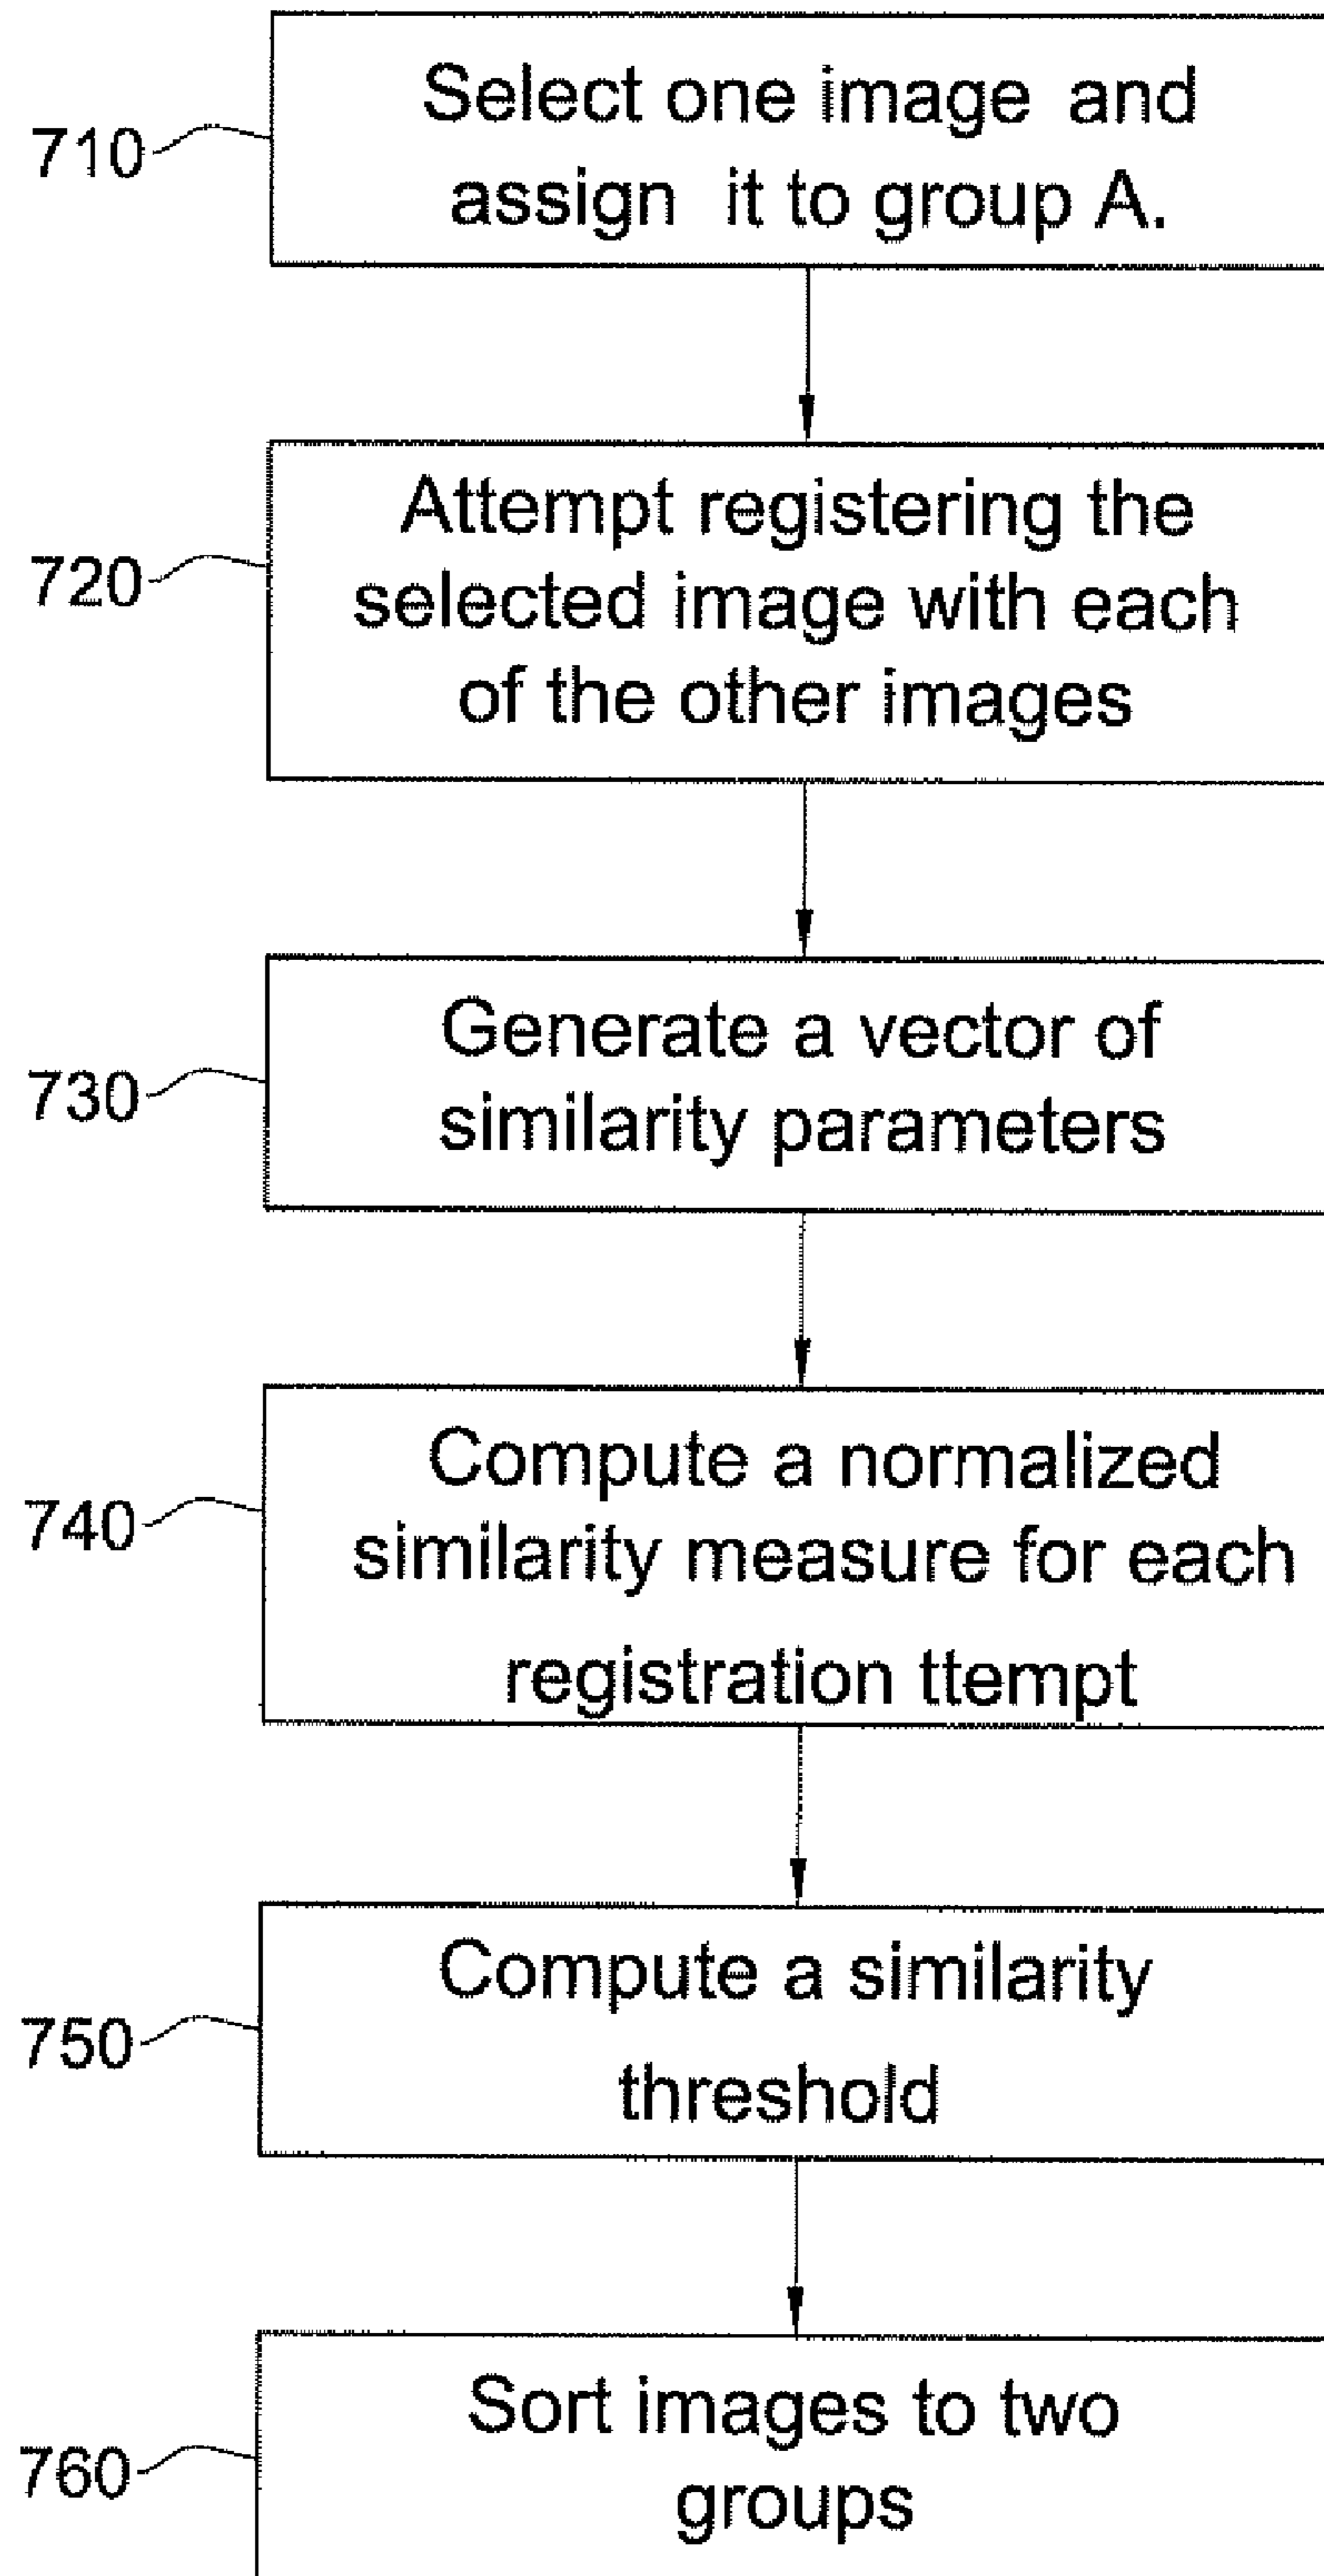 Select one image and
710
assign it to group A.
Attempt registering the
720
selected image with each
of the other images
Generate a vector of
730
similarity parameters
Compute a normalized
740
similarity measure for each
registration ttempt
Compute a similarity
750
threshold
Sort images to two
760
groups